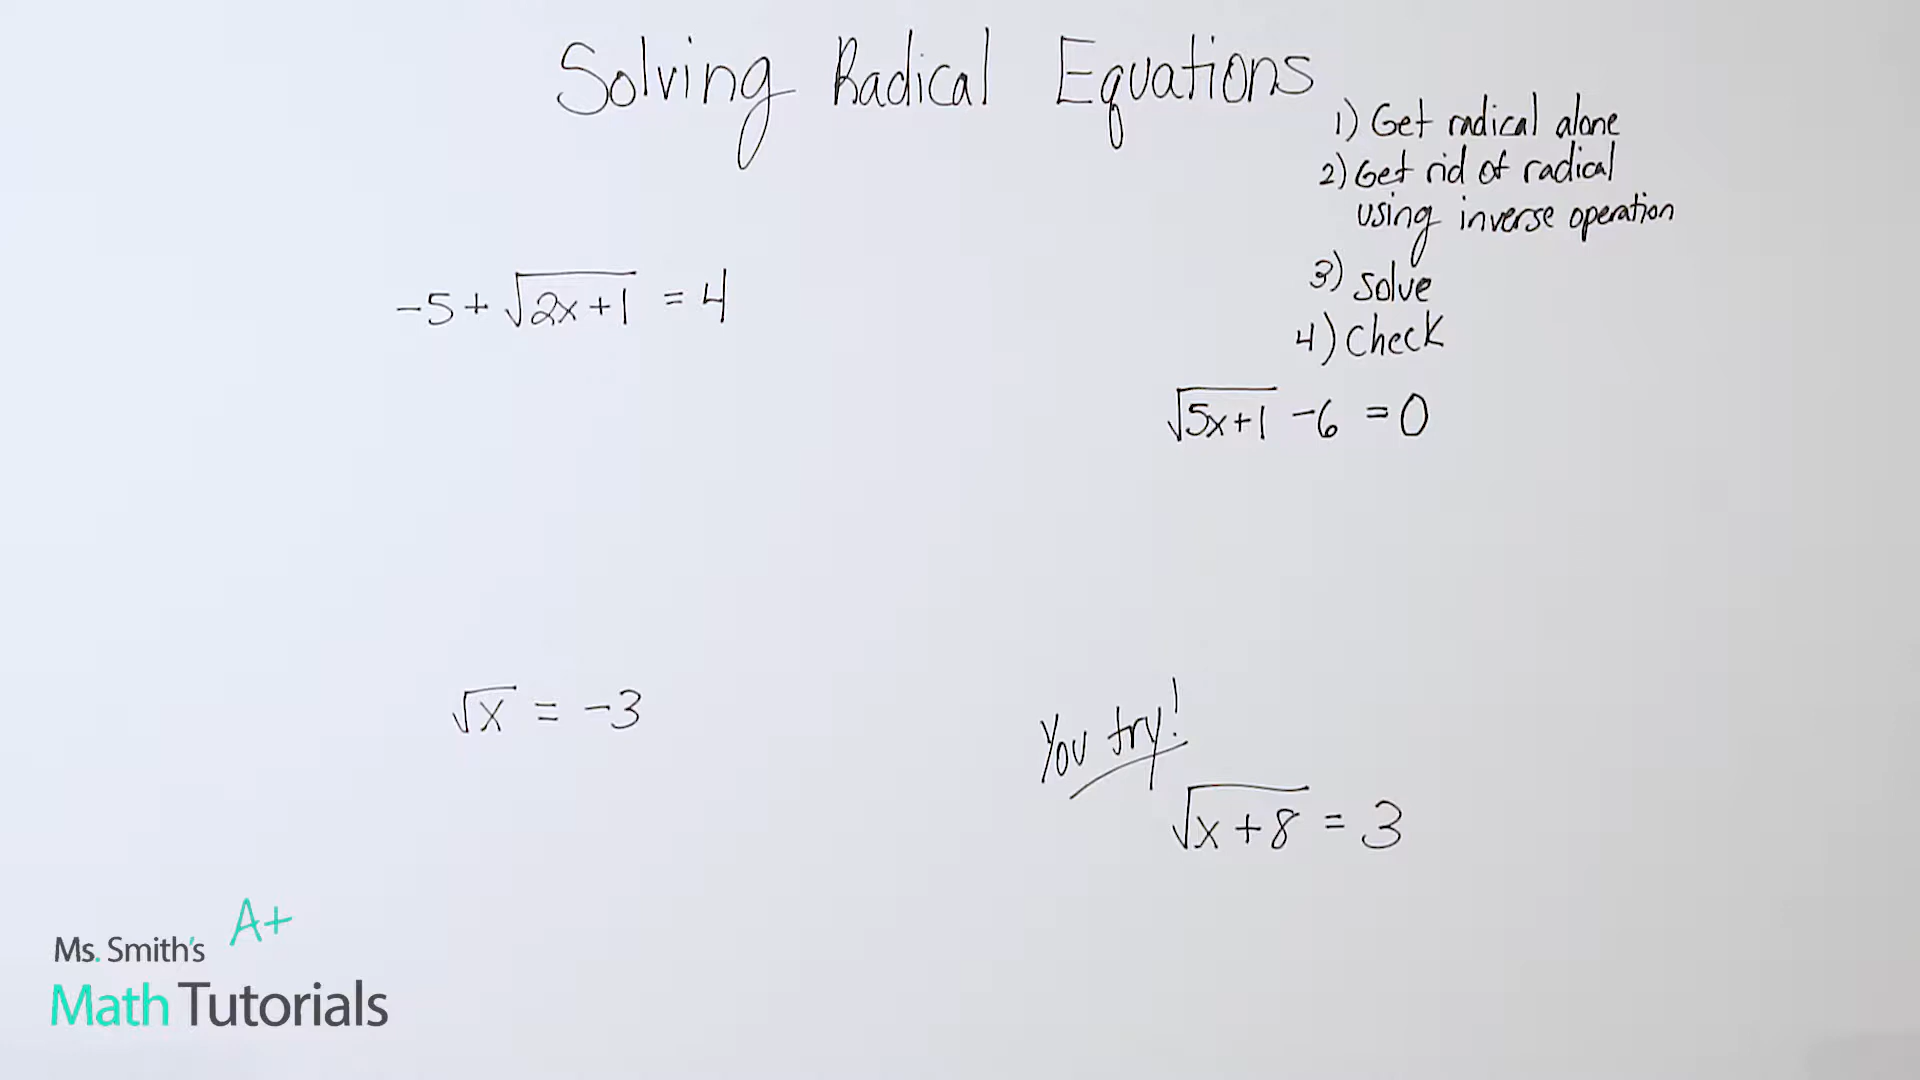 Solving Radical Equations
1) Get radical alone
2) Get rid of radical
using inverse operation
3) Solve
4) Check
-5 + √2x+1 = 4
√5x+1 -6 = 0
√x = -3
You try!
√x+8 = 3
A+
Ms. Smith's
Math Tutorials